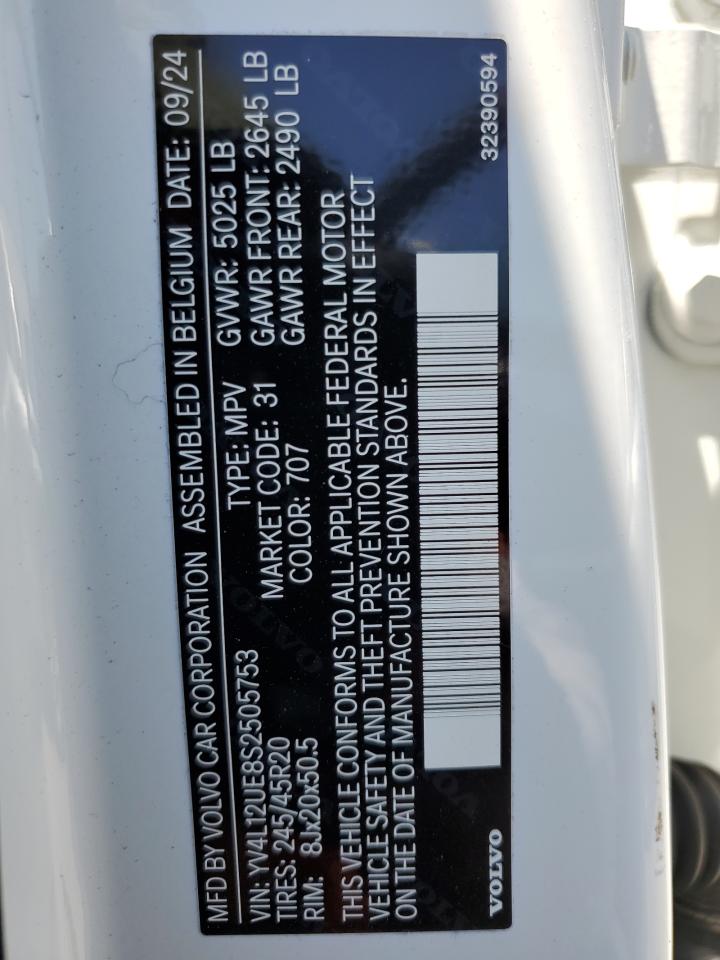 MFD BY VOLVO CAR CORPORATION ASSEMBLED IN BELGIUM DATE: 09/24
VIN: YV4L12UE8S2505753 TYPE: MPV GVWR: 5025 LB
TIRES: 245/45R20 MARKET CODE: 31 GAWR FRONT: 2645 LB
RIM: 8Jx20x50.5 COLOR: 707 GAWR REAR: 2490 LB
THIS VEHICLE CONFORMS TO ALL APPLICABLE FEDERAL MOTOR
VEHICLE SAFETY AND THEFT PREVENTION STANDARDS IN EFFECT
ON THE DATE OF MANUFACTURE SHOWN ABOVE.
VOLVO 32390594